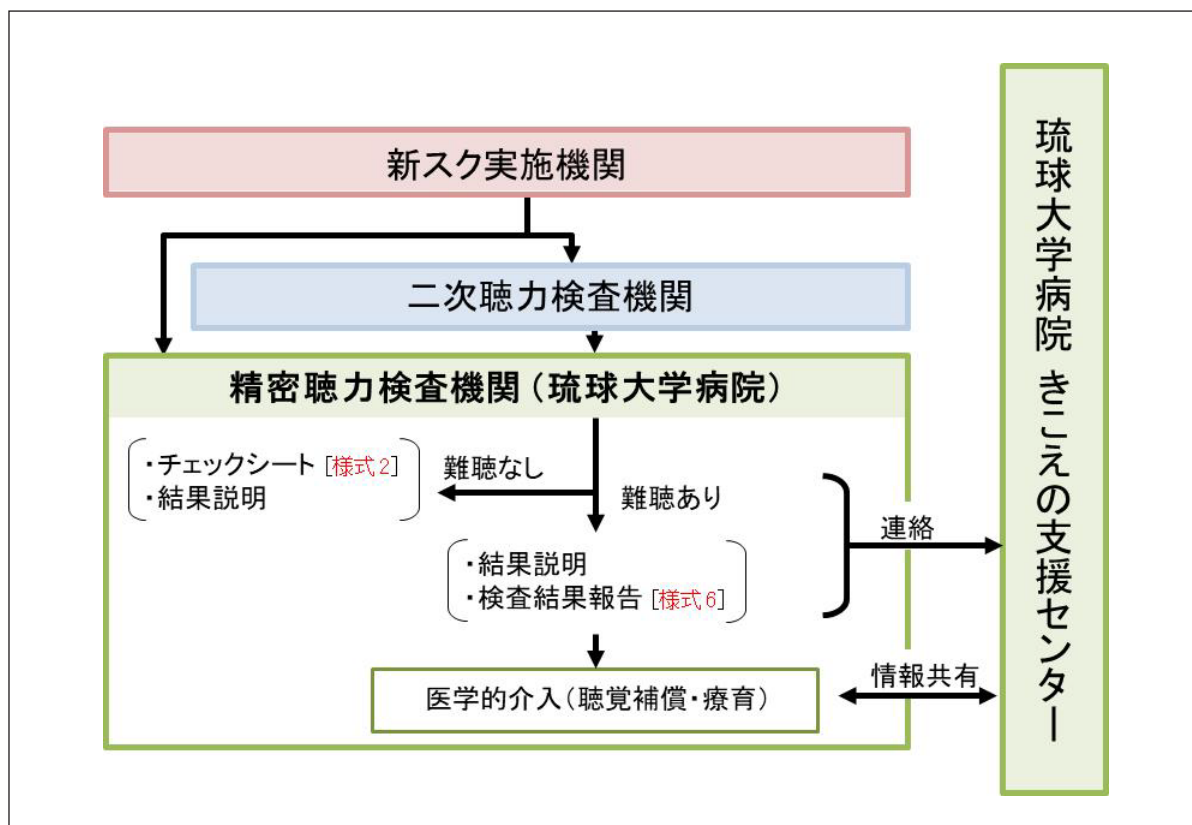 新スク実施機関
二次聴力検査機関
精密聴力検査機関（琉球大学病院）
・チェックシート［様式2］
・結果説明
難聴なし
難聴あり
・結果説明
・検査結果報告［様式6］
医学的介入（聴覚補償・療育）
連絡
情報共有
琉球大学病院 きこえの支援センター